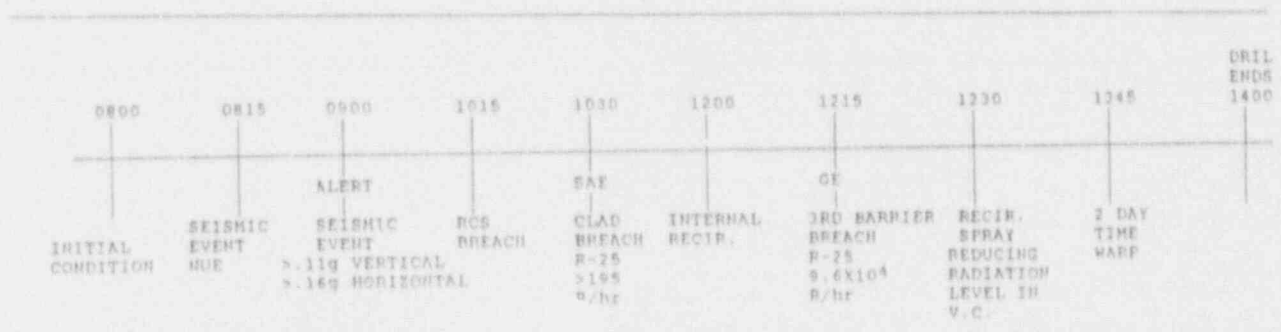 DRIL
ENDS
0800 0815 0900 1015 1030 1200 1215 1230 1345 1400
ALERT SAE GE
INITIAL
CONDITION
SEISMIC
EVENT
NUE
SEISMIC
EVENT
>.11g VERTICAL
>.16g HORIZONTAL
RCS
BREACH
CLAD
BREACH
R-25
>195
R/hr
INTERNAL
RECIR.
3RD BARRIER
BREACH
R-25
9.6X10⁴
R/hr
RECIR.
SPRAY
REDUCING
RADIATION
LEVEL IN
V.C.
2 DAY
TIME
WARP